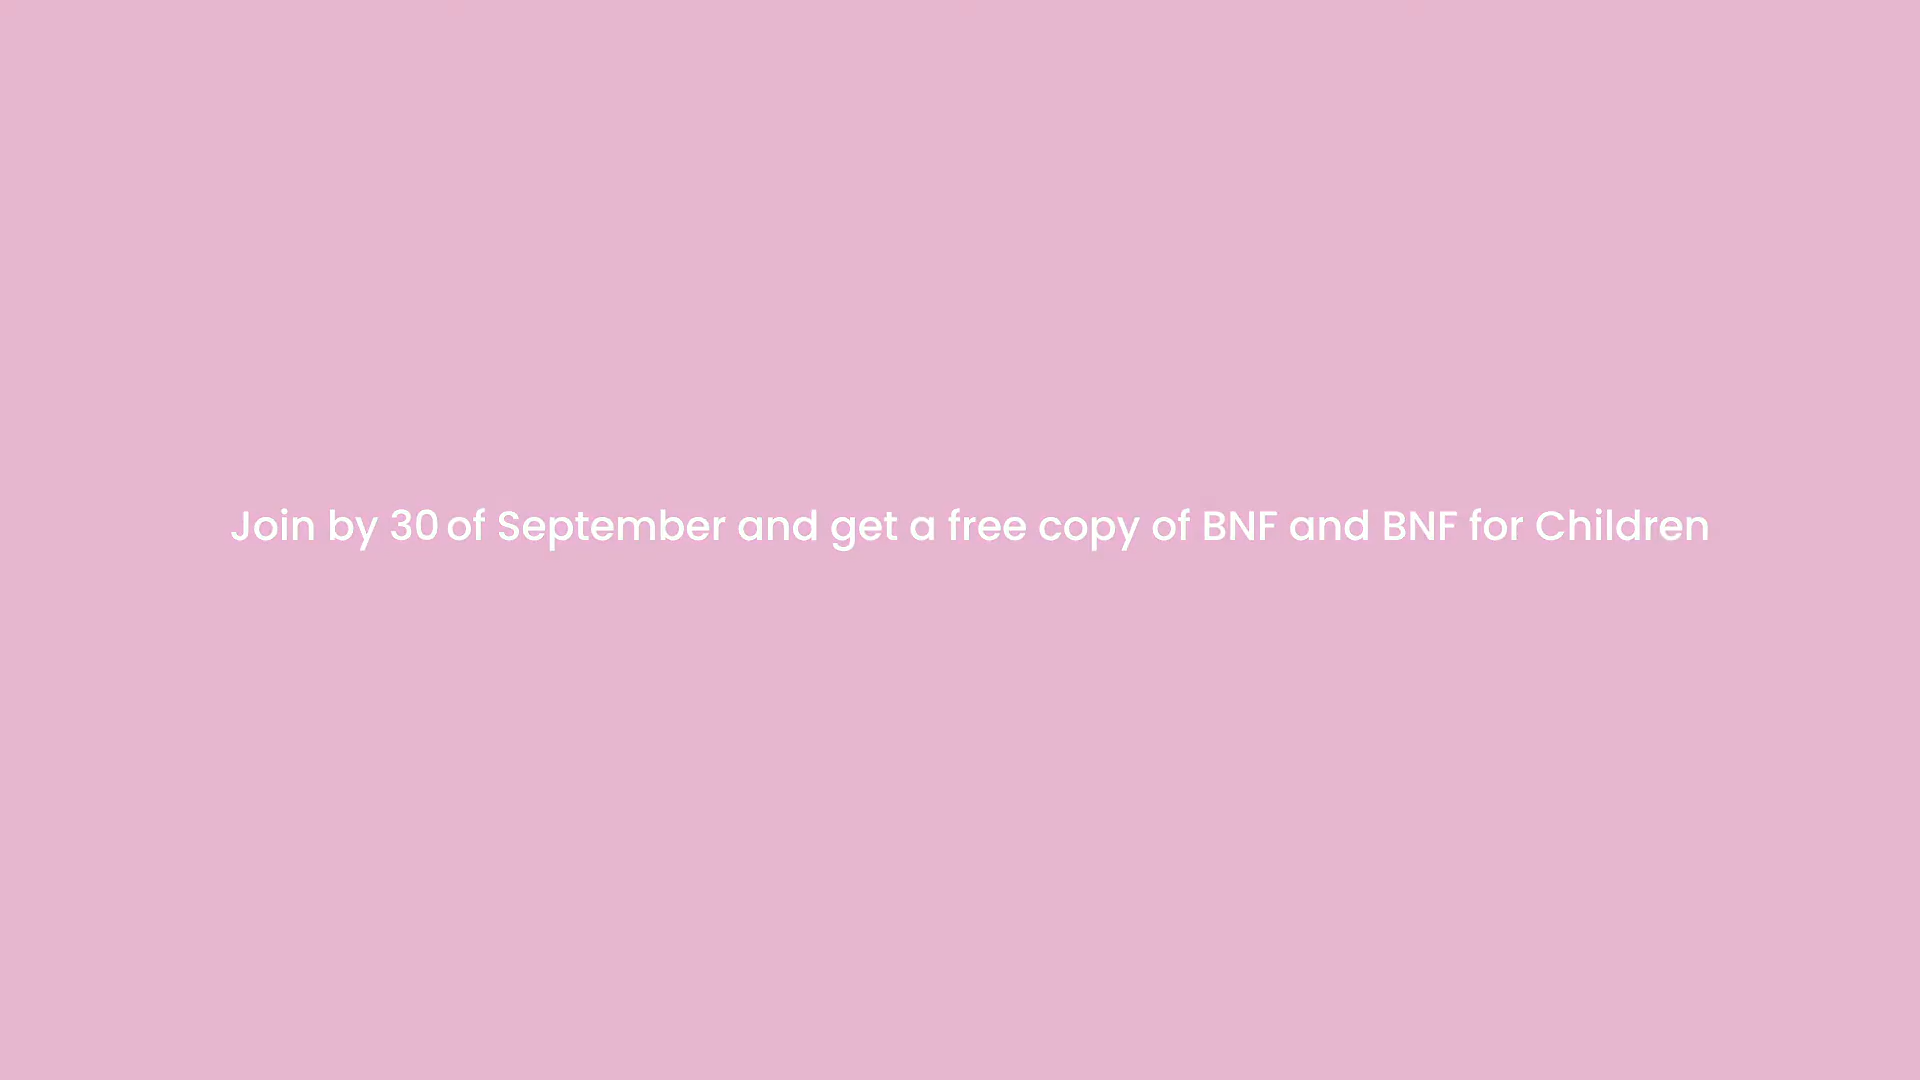 Join by 30 of September and get a free copy of BNF and BNF for Children